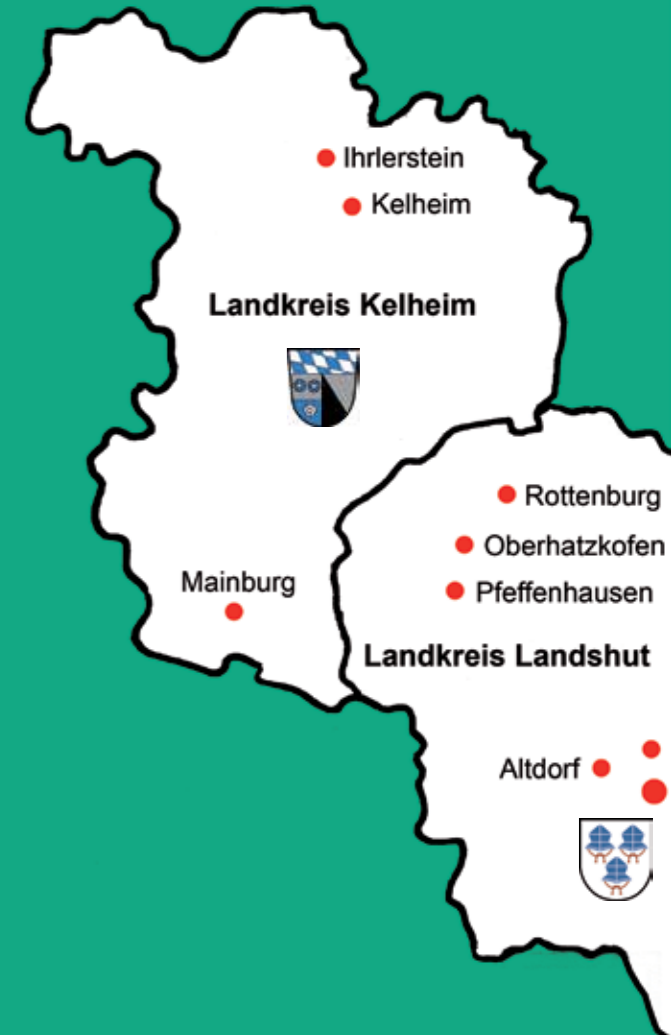 Ihrlerstein
Kelheim
Landkreis Kelheim
Rottenburg
Oberhatzkofen
Mainburg
Pfeffenhausen
Landkreis Landshut
Altdorf